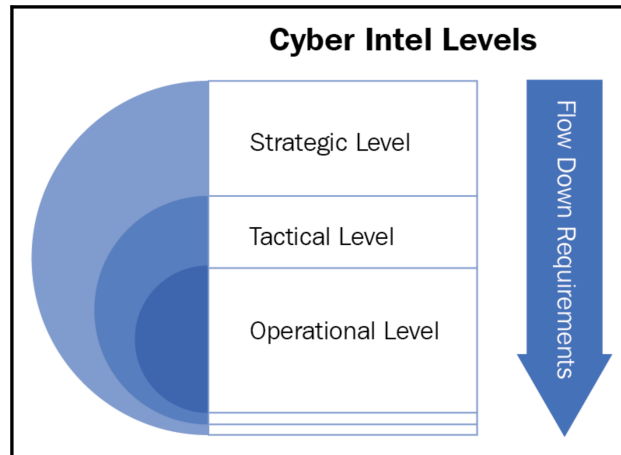 Cyber Intel Levels
Strategic Level
Tactical Level
Operational Level
Flow Down Requirements